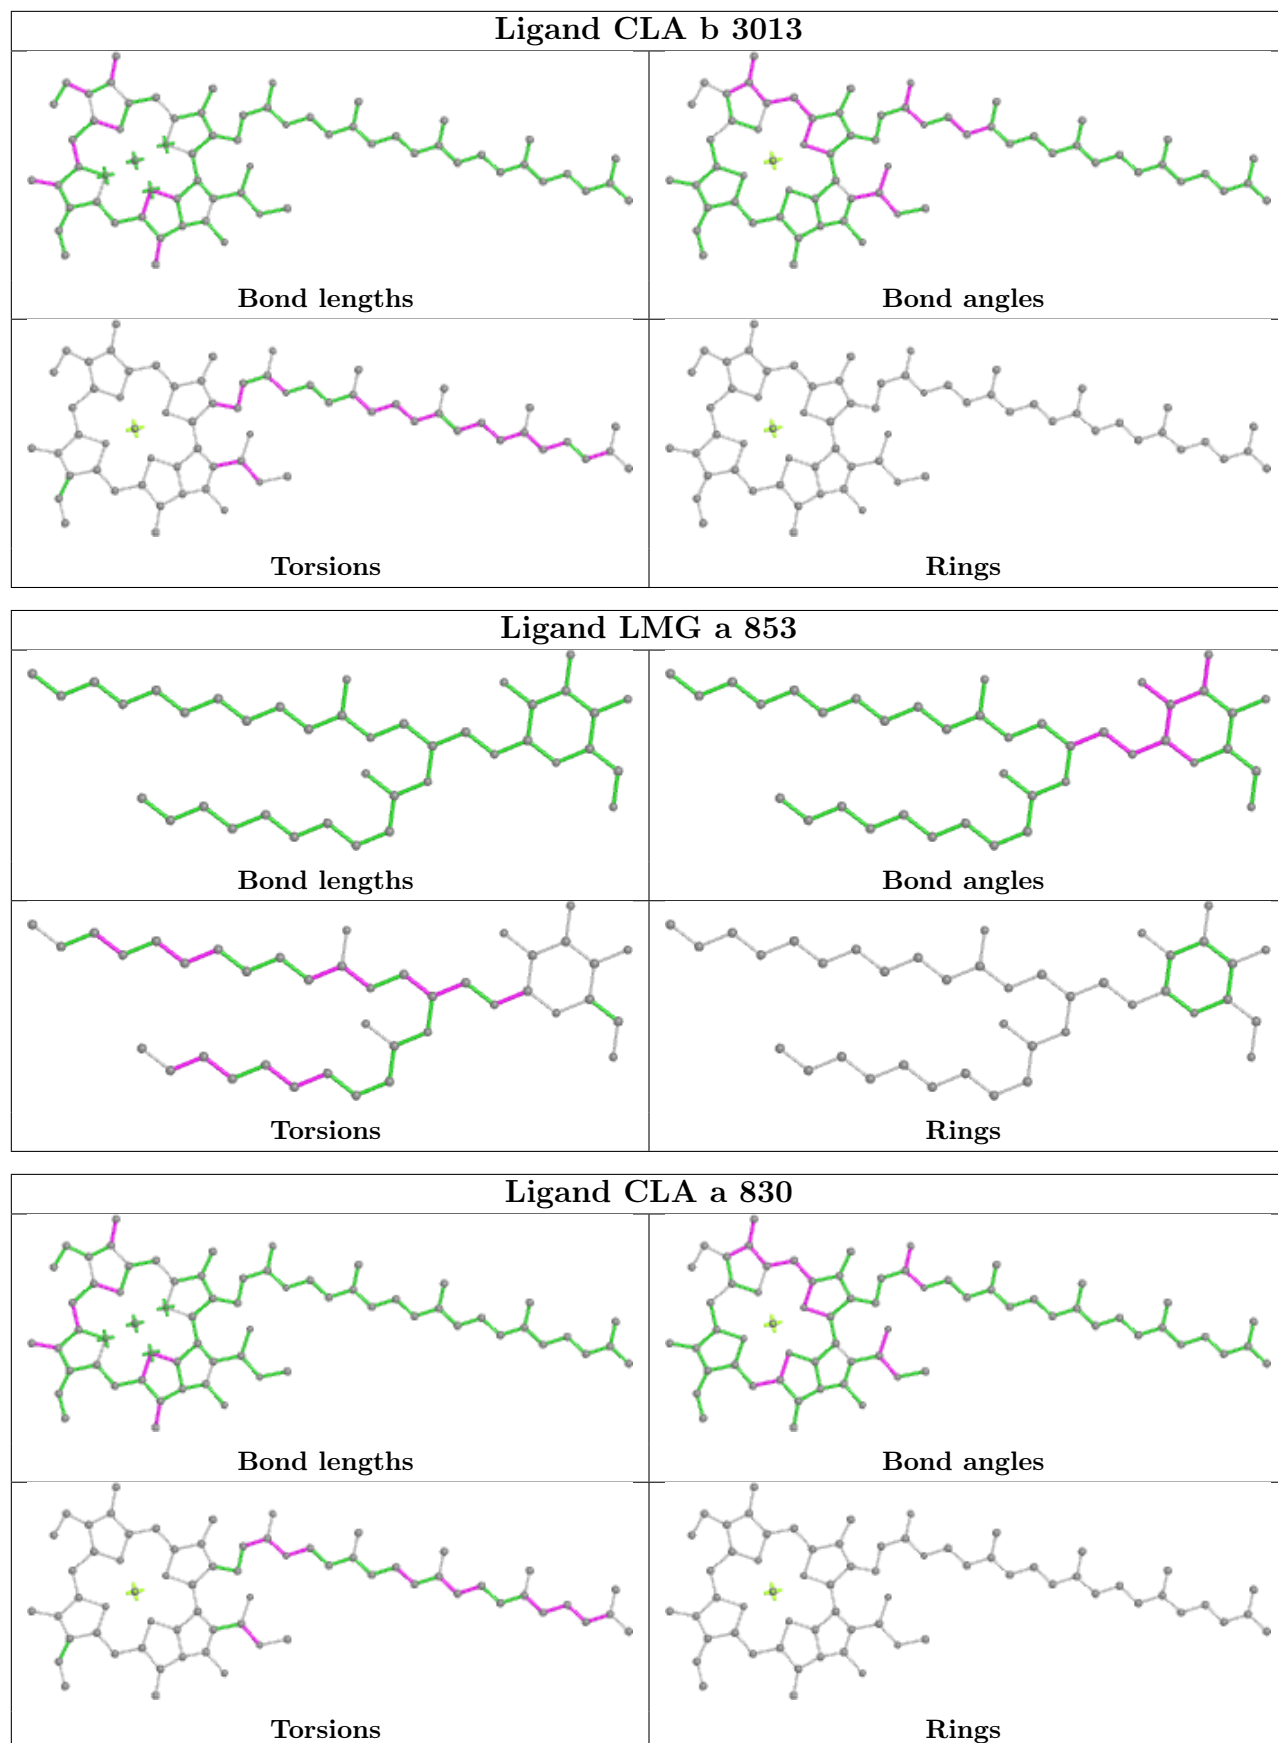 Ligand CLA b 3013
Bond lengths
Bond angles
Torsions
Rings
Ligand LMG a 853
Bond lengths
Bond angles
Torsions
Rings
Ligand CLA a 830
Bond lengths
Bond angles
Torsions
Rings